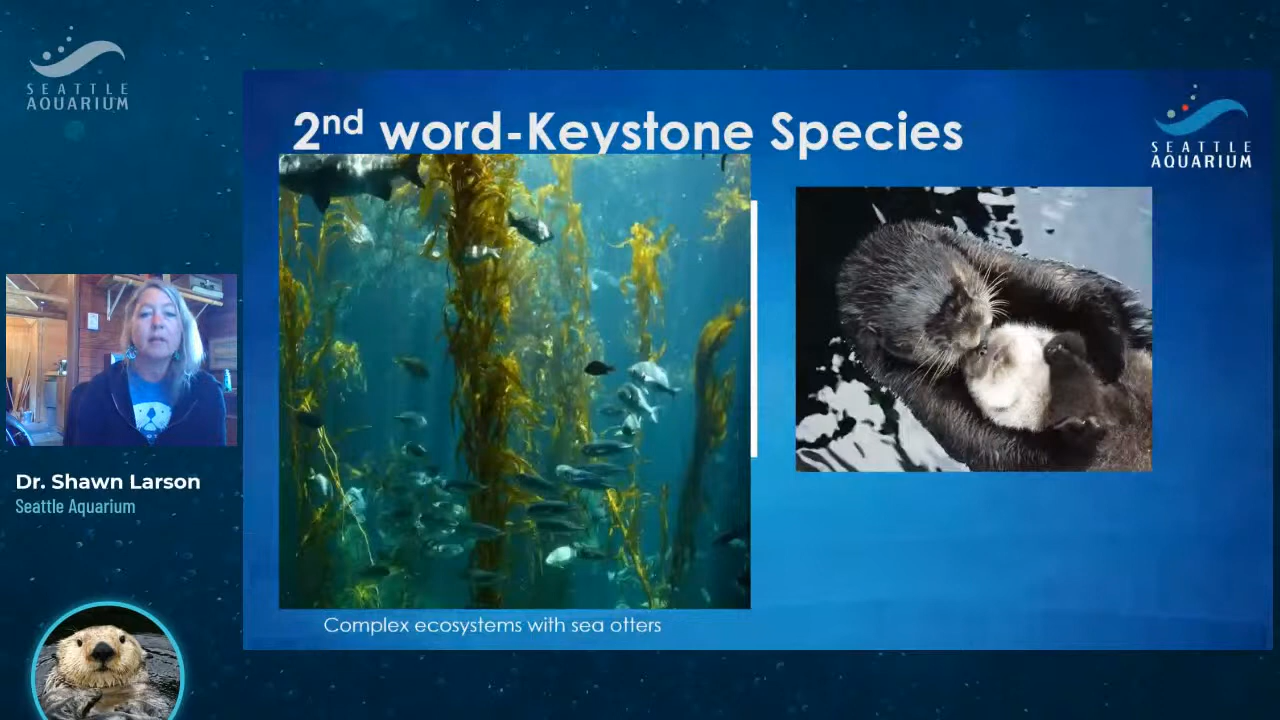 SEATTLE
AQUARIUM
2nd word-Keystone Species
SEATTLE
AQUARIUM
Dr. Shawn Larson
Seattle Aquarium
Complex ecosystems with sea otters